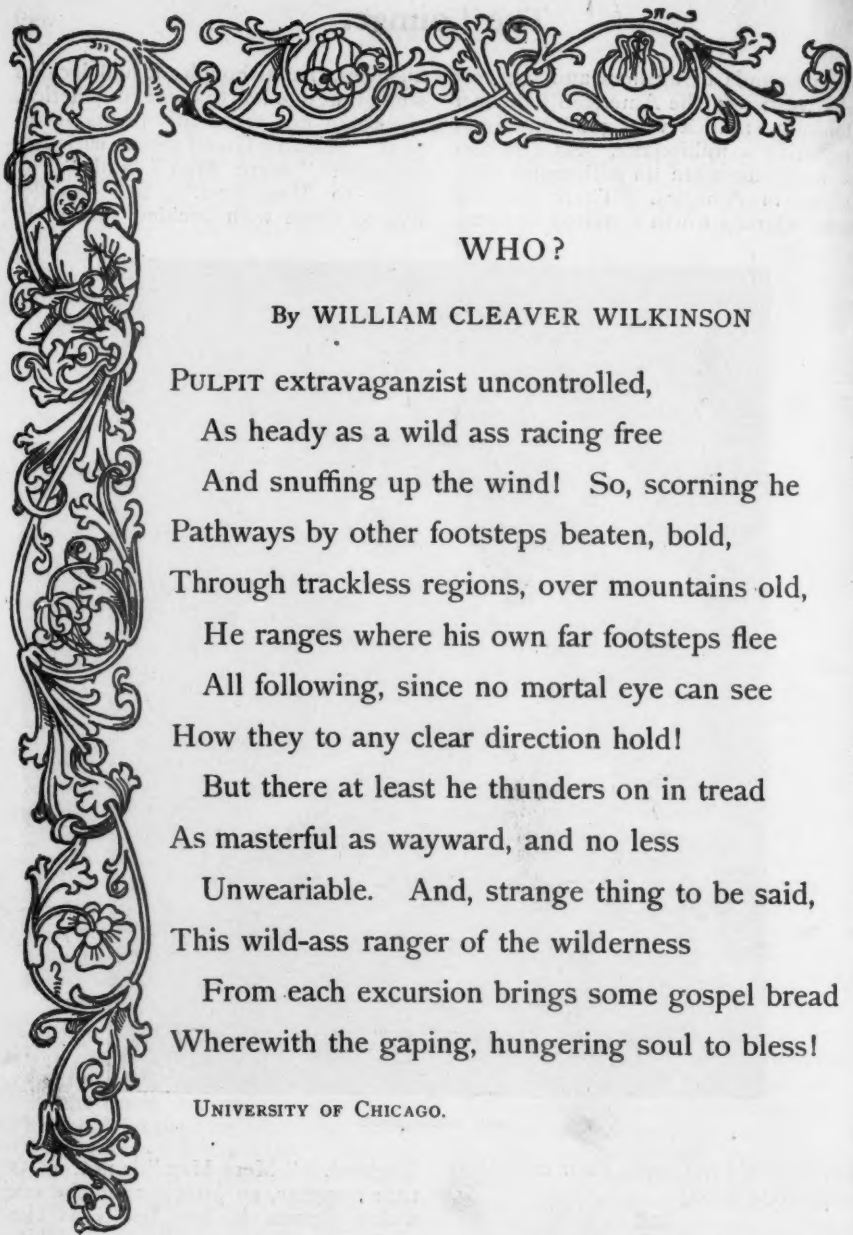 WHO?
By WILLIAM CLEAVER WILKINSON
PULPIT extravaganzist uncontrolled,
As heady as a wild ass racing free
And snuffing up the wind! So, scorning he
Pathways by other footsteps beaten, bold,
Through trackless regions, over mountains old,
He ranges where his own far footsteps flee
All following, since no mortal eye can see
How they to any clear direction hold!
But there at least he thunders on in tread
As masterful as wayward, and no less
Unweariable. And, strange thing to be said,
This wild-ass ranger of the wilderness
From each excursion brings some gospel bread
Wherewith the gaping, hungering soul to bless!
UNIVERSITY OF CHICAGO.